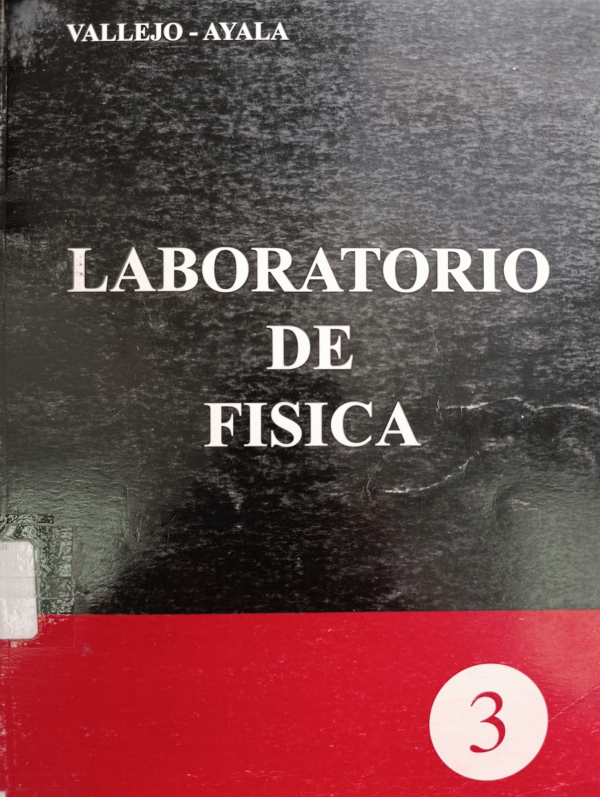 VALLEJO - AYALA
LABORATORIO
DE
FISICA
3